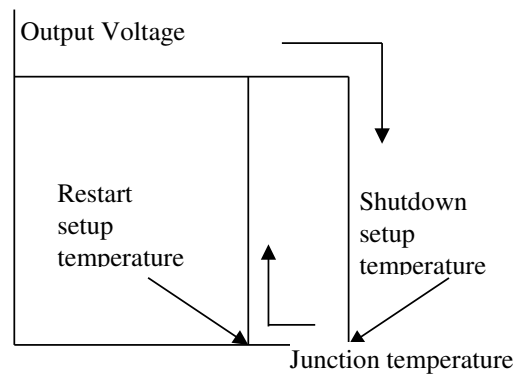 Output Voltage
Restart
setup
temperature
Shutdown
setup
temperature
Junction temperature